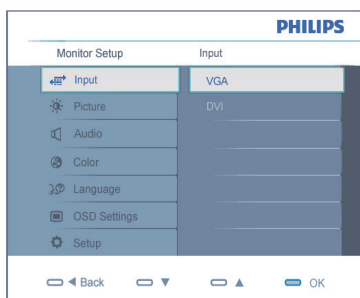 PHILIPS
Monitor Setup Input
Input VGA
Picture DVI
Audio
Color
Language
OSD Settings
Setup
Back OK